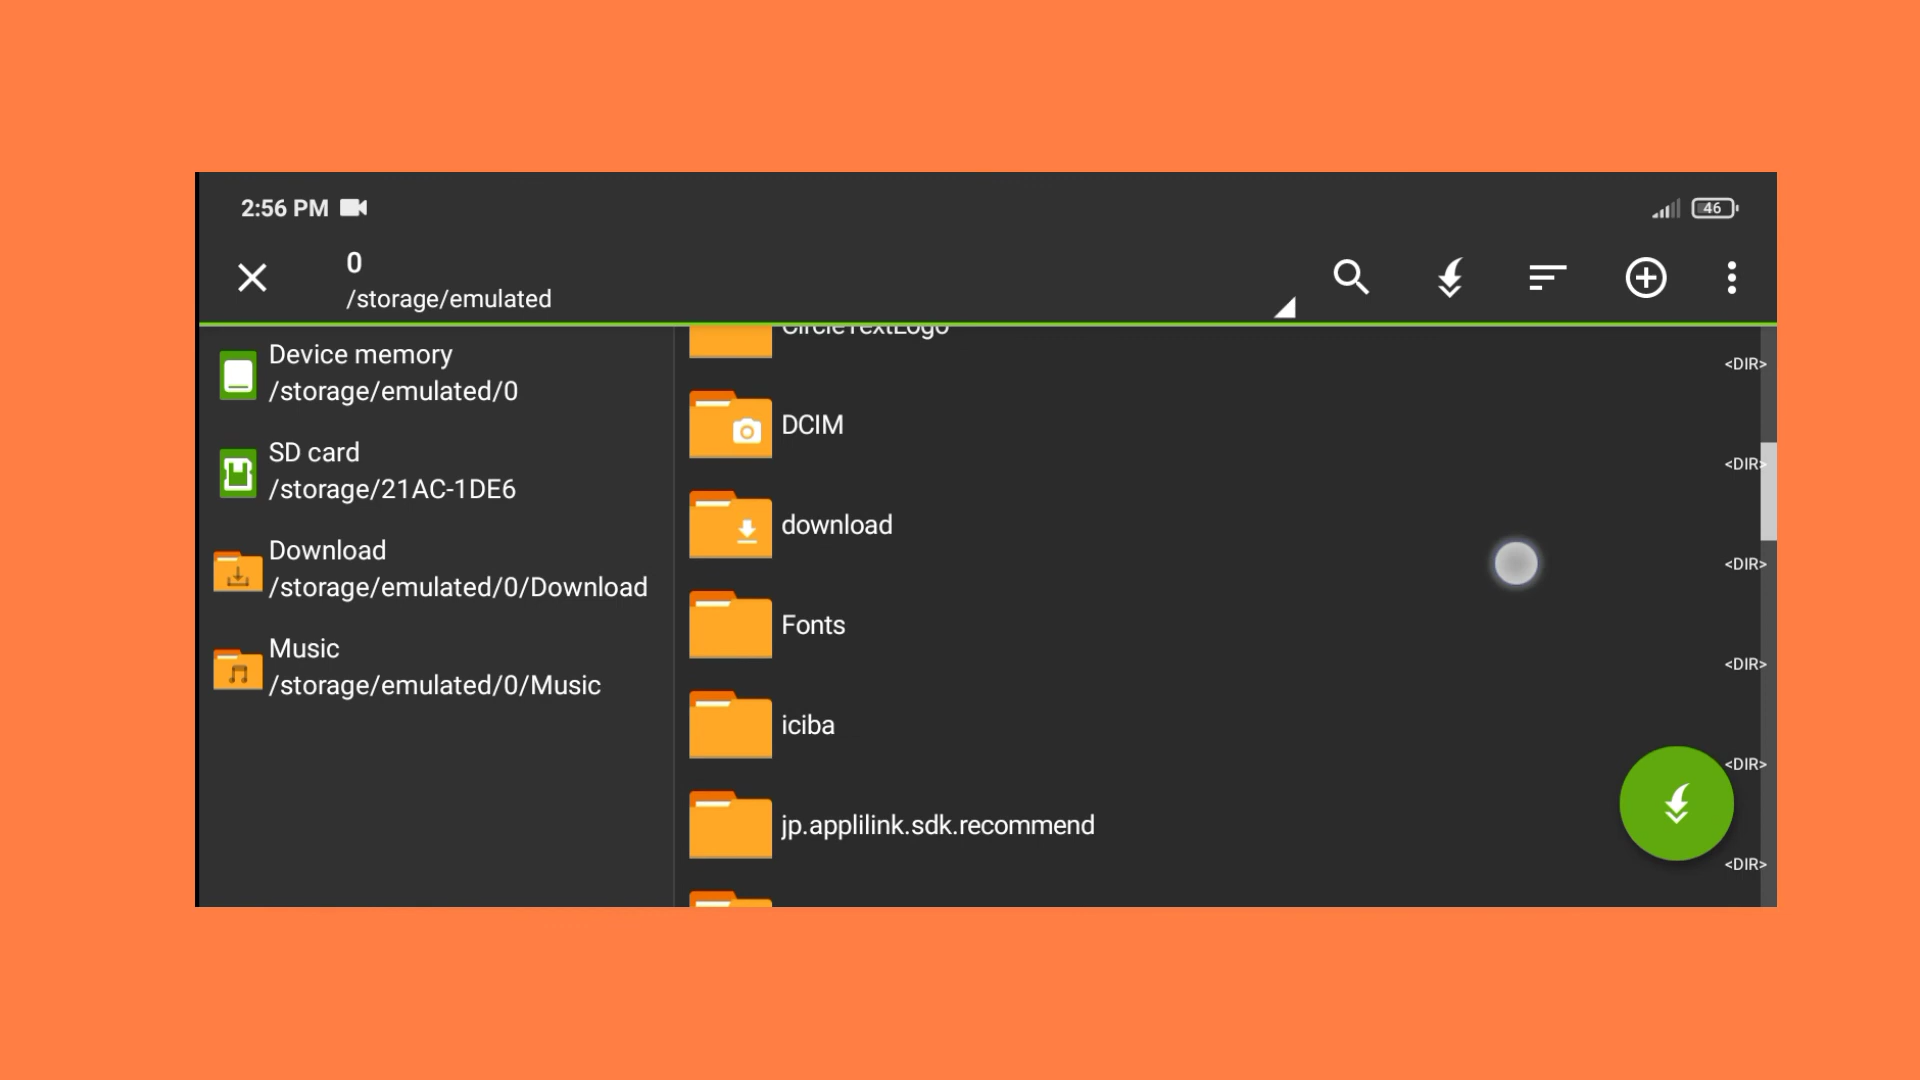 2:56 PM
46
0
/storage/emulated
Device memory
/storage/emulated/0
SD card
/storage/21AC-1DE6
Download
/storage/emulated/0/Download
Music
/storage/emulated/0/Music
CircleTextLogo
<DIR>
DCIM
<DIR>
download
<DIR>
Fonts
<DIR>
iciba
<DIR>
jp.applilink.sdk.recommend
<DIR>